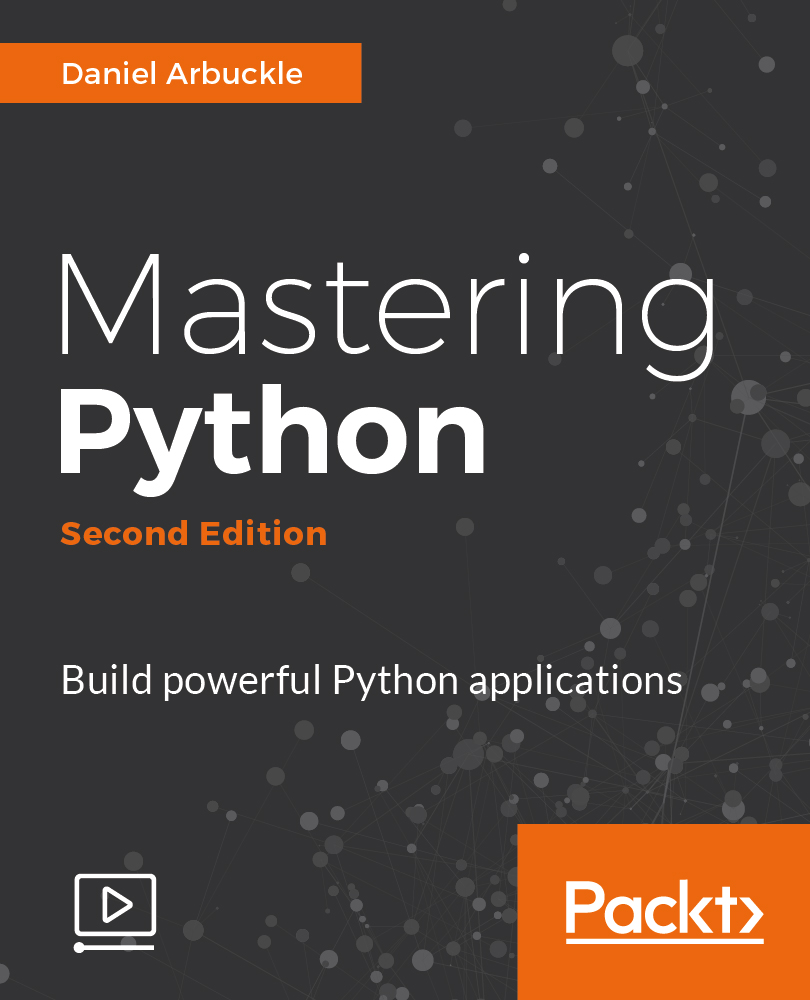 Daniel Arbuckle
Mastering
Python
Second Edition
Build powerful Python applications
Packt>